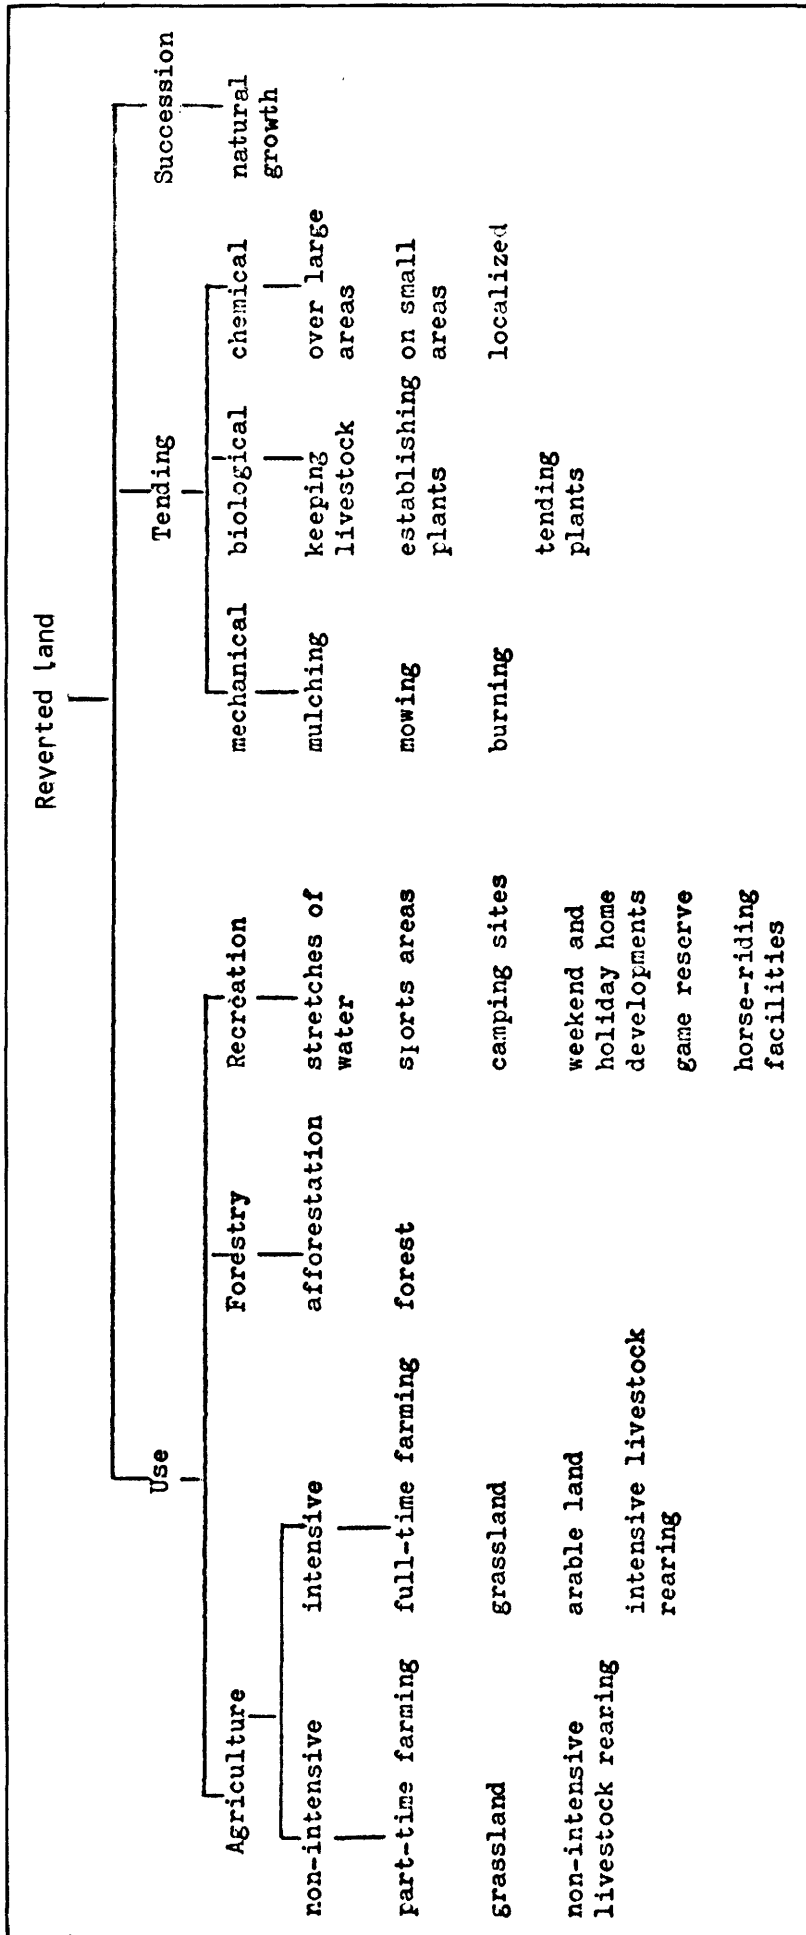 Reverted land
Use
Tending
Succession
Agriculture
Forestry
Recreation
mechanical
biological
chemical
natural
growth
non-intensive
intensive
afforestation
stretches of
water
mulching
keeping
livestock
over large
areas
part-time farming
full-time farming
forest
sports areas
mowing
establishing
plants
on small
areas
grassland
grassland
camping sites
burning
localized
non-intensive
livestock rearing
arable land
weekend and
holiday home
developments
tending
plants
intensive livestock
rearing
game reserve
horse-riding
facilities